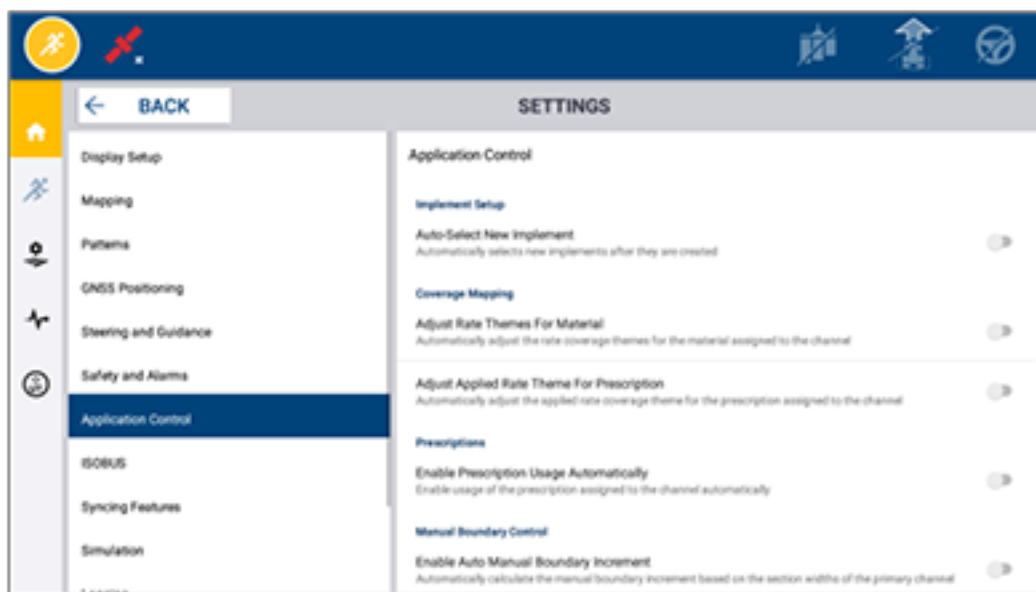 BACK
SETTINGS
Display Setup
Mapping
Patterns
GNSS Positioning
Steering and Guidance
Safety and Alarms
Application Control
ISOBUS
Syncing Features
Simulation
Application Control
Implement Setup
Auto-Select New Implement
Automatically selects new implements after they are created
Coverage Mapping
Adjust Rate Themes For Material
Automatically adjust the rate coverage themes for the material assigned to the channel
Adjust Applied Rate Theme For Prescription
Automatically adjust the applied rate coverage theme for the prescription assigned to the channel
Prescriptions
Enable Prescription Usage Automatically
Enable usage of the prescription assigned to the channel automatically
Manual Boundary Control
Enable Auto Manual Boundary Increment
Automatically calculate the manual boundary increment based on the section widths of the primary channel